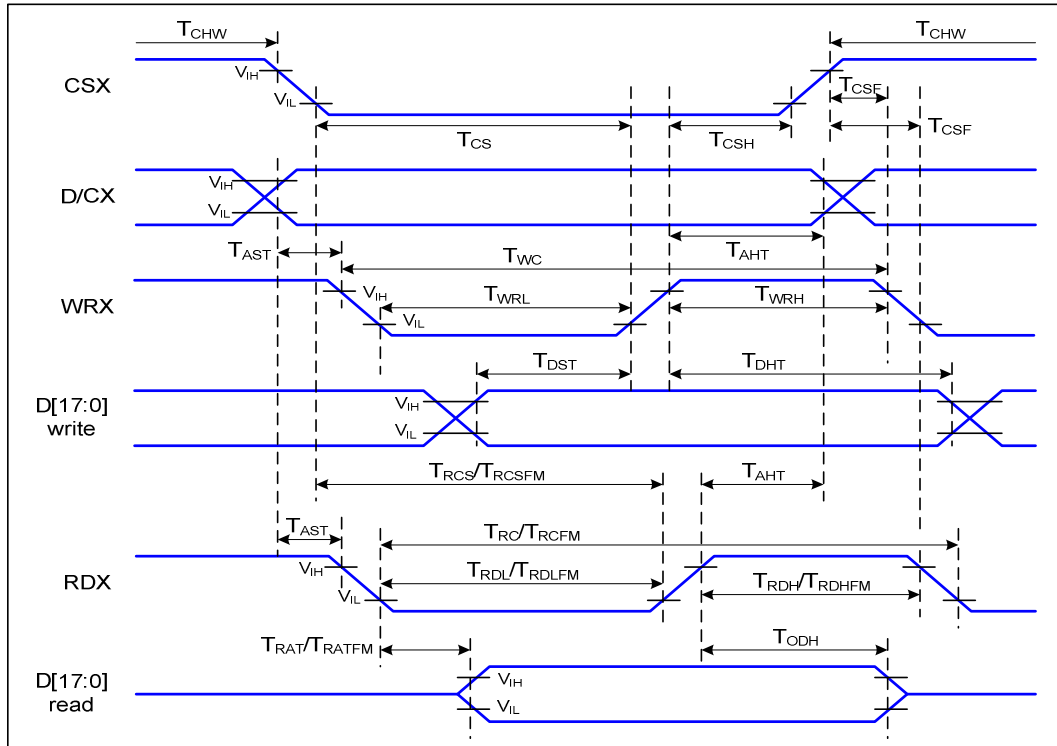 TCHW TCHW
CSX VIH TCSF
VIL TCSF
TCS TCSH
D/CX VIH
VIL
TAST TWC TAHT
WRX VIH TWRL TWRH
VIL
TDST TDHT
D[17:0] VIH
write VIL
TRCS/TRCSFM TAHT
TAST TRC/TRCFM
RDX VIH TRDL/TRDLFM TRDH/TRDHFM
VIL
TRAT/TRATFM TODH
D[17:0] VIH
read VIL